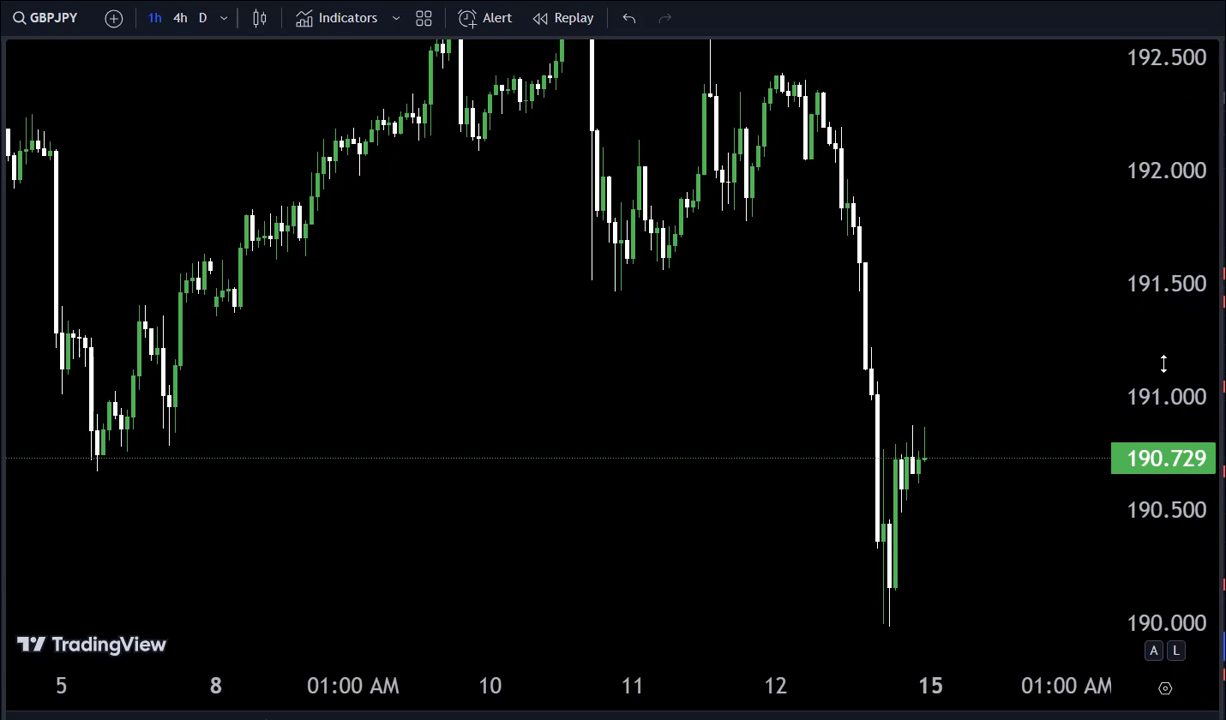 GBPJPY 1h 4h D Indicators Alert Replay
192.500
192.000
191.500
191.000
190.729
190.500
190.000
TradingView
A L
5 8 01:00 AM 10 11 12 15 01:00 AM